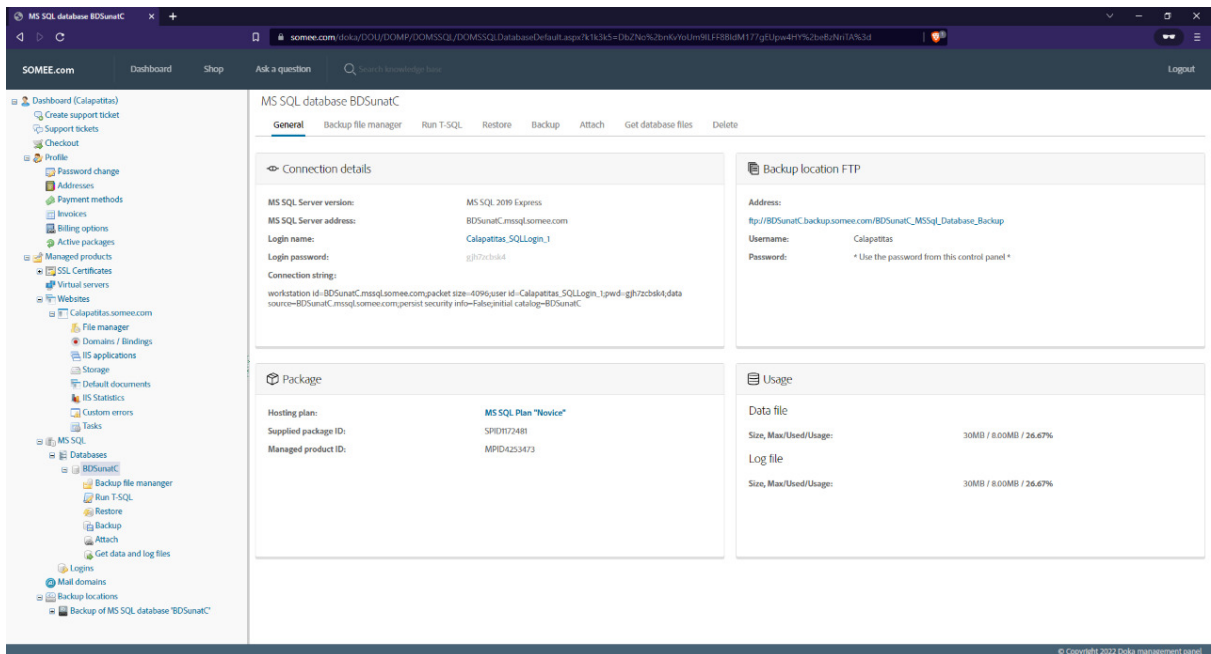 MS SQL database BDSunatC
somee.com/doka/DOU/DOMP/DOMSSQL/DOMSSQLDatabaseDefault.aspx?
SOMEE.com Dashboard Shop Ask a question Search knowledge base Logout
Dashboard (Calapatitas)
Create support ticket
Support tickets
Checkout
Profile
Password change
Addresses
Payment methods
Invoices
Billing options
Active packages
Managed products
SSL Certificates
Virtual servers
Websites
Calapatitas.somee.com
File manager
Domains / Bindings
IIS applications
Storage
Default documents
IIS Statistics
Custom errors
Tasks
MS SQL
Databases
BDSunatC
Backup file mananger
Run T-SQL
Restore
Backup
Attach
Get data and log files
Logins
Mail domains
Backup locations
Backup of MS SQL database 'BDSunatC'
MS SQL database BDSunatC
General Backup file manager Run T-SQL Restore Backup Attach Get database files Delete
Connection details
MS SQL Server version: MS SQL 2019 Express
MS SQL Server address: BDSunatC.mssql.somee.com
Login name: Calapatitas_SQLLogin_1
Login password: gjh7zcbsk4
Connection string:
workstation id=BDSunatC.mssql.somee.com;packet size=4096;user id=Calapatitas_SQLLogin_1;pwd=gjh7zcbsk4;data
source=BDSunatC.mssql.somee.com;persist security info=False;initial catalog=BDSunatC
Backup location FTP
Address:
ftp://BDSunatC.backup.somee.com/BDSunatC_MSSql_Database_Backup
Username: Calapatitas
Password: * Use the password from this control panel *
Package
Hosting plan: MS SQL Plan "Novice"
Supplied package ID: SPID1172481
Managed product ID: MPID4253473
Usage
Data file
Size, Max/Used/Usage: 30MB / 8.00MB / 26.67%
Log file
Size, Max/Used/Usage: 30MB / 8.00MB / 26.67%
© Copyright 2022 Doka management panel